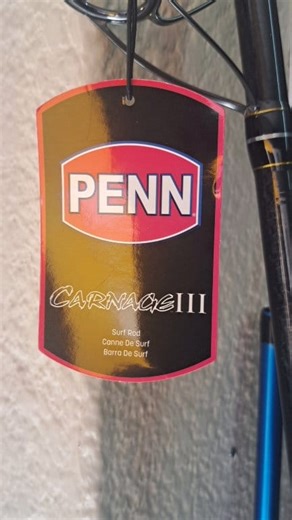 PENN
CARNAGE III
Surf Rod
Canne De Surf
Barra De Surf